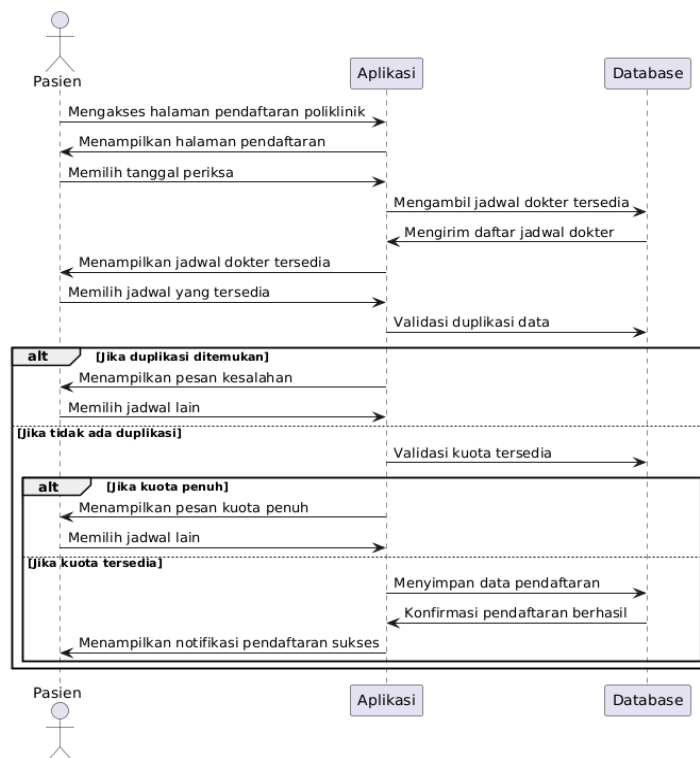 Pasien
Aplikasi
Database
Mengakses halaman pendaftaran poliklinik
Menampilkan halaman pendaftaran
Memilih tanggal periksa
Mengambil jadwal dokter tersedia
Mengirim daftar jadwal dokter
Menampilkan jadwal dokter tersedia
Memilih jadwal yang tersedia
Validasi duplikasi data
alt [Jika duplikasi ditemukan]
Menampilkan pesan kesalahan
Memilih jadwal lain
[Jika tidak ada duplikasi]
Validasi kuota tersedia
alt [Jika kuota penuh]
Menampilkan pesan kuota penuh
Memilih jadwal lain
[Jika kuota tersedia]
Menyimpan data pendaftaran
Konfirmasi pendaftaran berhasil
Menampilkan notifikasi pendaftaran sukses
Pasien
Aplikasi
Database